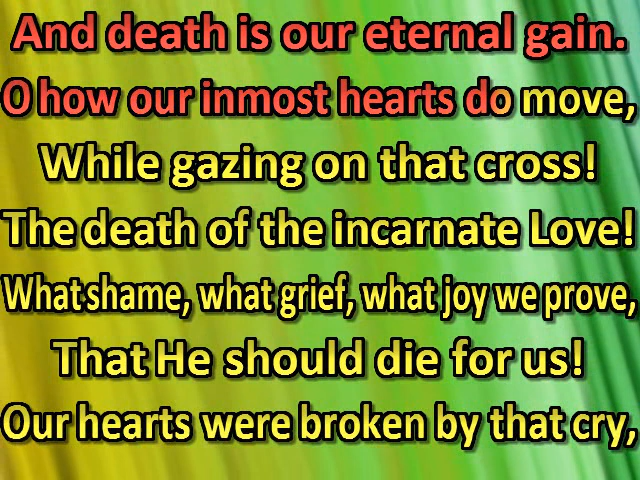 And death is our eternal gain.
O how our inmost hearts do move,
While gazing on that cross!
The death of the incarnate Love!
What shame, what grief, what joy we prove,
That He should die for us!
Our hearts were broken by that cry,